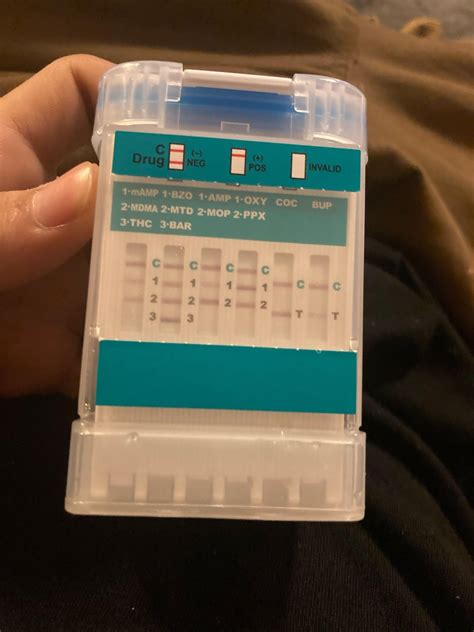 C
Drug
(−)
NEG
(+)
POS
INVALID
1-mAMP 1-BZO 1-AMP 1-OXY COC BUP
2-MDMA 2-MTD 2-MOP 2-PPX
3-THC 3-BAR
C C C C C
1 1 1
2 2 2 T T
3 3